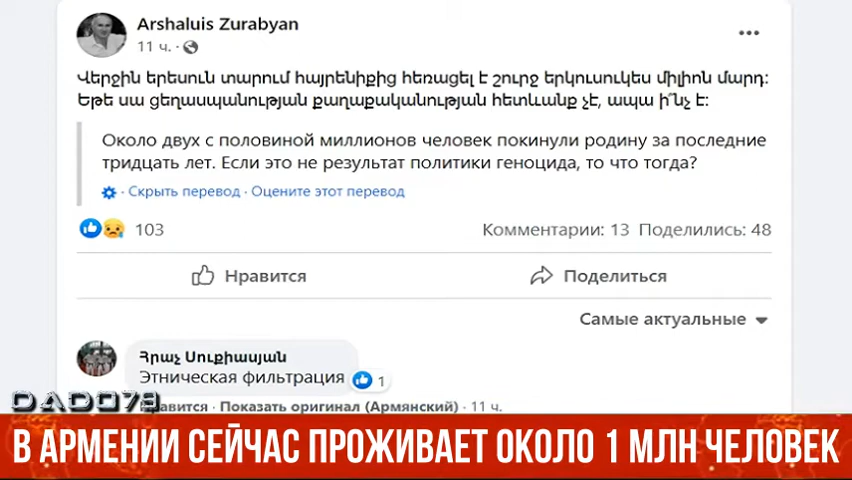 Arshaluis Zurabyan
11 ч. ·
Վերջին երեսուն տարում հայրենիքից հեռացել է շուրջ երկուսուկես միլիոն մարդ։
Եթե սա ցեղասպանության քաղաքականության հետևանք չէ, ապա ի՞նչ է։
Около двух с половиной миллионов человек покинули родину за последние
тридцать лет. Если это не результат политики геноцида, то что тогда?
· Скрыть перевод · Оцените этот перевод
103
Комментарии: 13 Поделились: 48
Нравится
Поделиться
Самые актуальные
Հրաչ Սուքիասյան
Этническая фильтрация
1
DADO78
Нравится · Показать оригинал (Армянский) · 11 ч.
В АРМЕНИИ СЕЙЧАС ПРОЖИВАЕТ ОКОЛО 1 МЛН ЧЕЛОВЕК